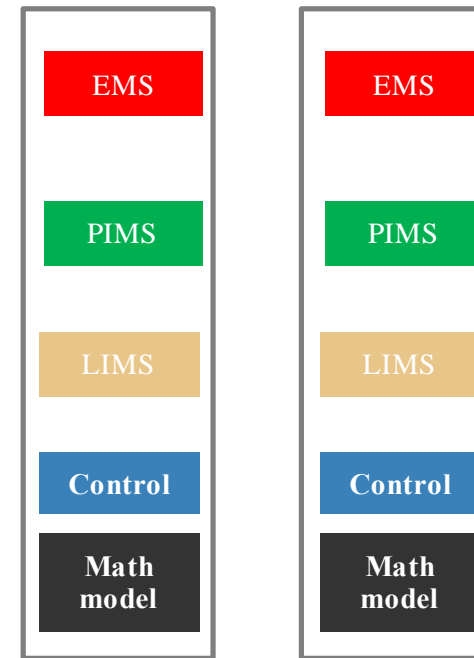 EMS
PIMS
LIMS
Control
Math
model
EMS
PIMS
LIMS
Control
Math
model